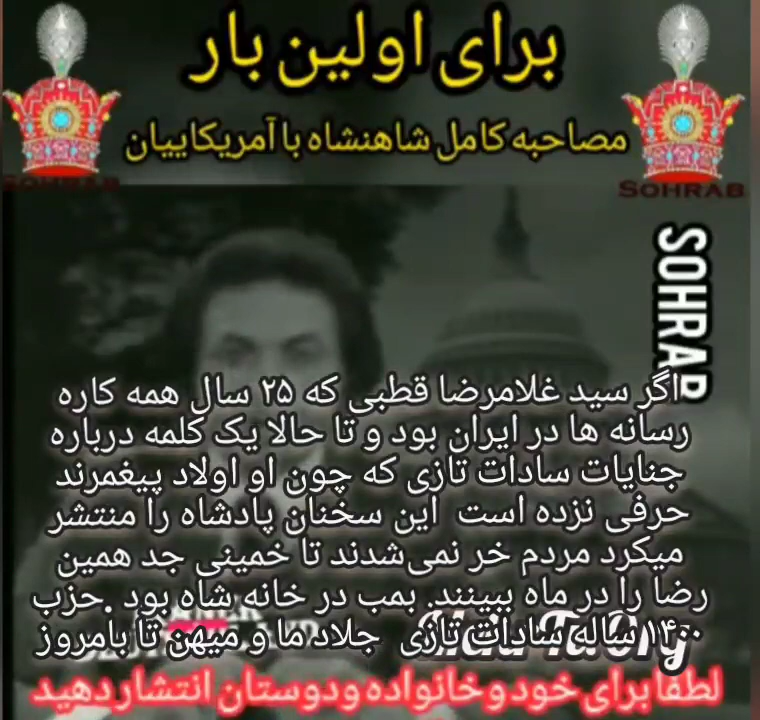 برای اولین بار
مصاحبه کامل شاهنشاه با آمریکاییان
SOHRAB
SOHRAB
SOHRAB
اگر سید غلامرضا قطبی که ۲۵ سال همه کاره
رسانه ها در ایران بود و تا حالا یک کلمه درباره
جنایات سادات تازی که چون او اولاد پیغمرند
حرفی نزده است این سخنان پادشاه را منتشر
میکرد مردم خر نمی‌شدند تا خمینی جد همین
رضا را در ماه ببینند. بمب در خانه شاه بود .حزب
۱۴۰۰ ساله سادات تازی جلاد ما و میهن تا بامروز
لطفا برای خود و خانواده و دوستان انتشار دهید